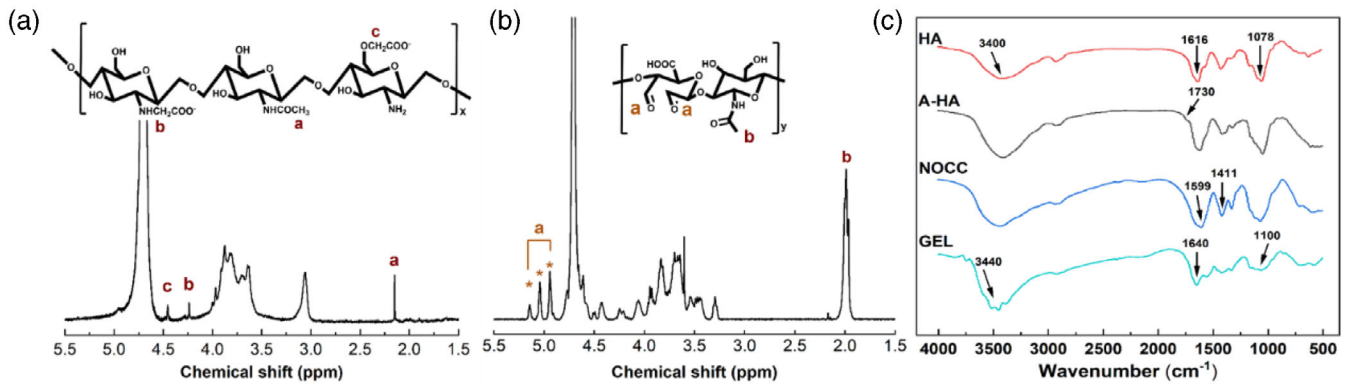 (a)
c
OCH₂COO⁻
OH
OH
O
O
O
O
O
O
O
HO
HO
HO
NHCH₂COO⁻
NHCOCH₃
NH₂
x
b
a
c
b
a
5.5 5.0 4.5 4.0 3.5 3.0 2.5 2.0 1.5
Chemical shift (ppm)
(b)
HOOC
HO
OH
O
O
O
O
O
NH
a
a
O
y
b
b
a
* * *
5.5 5.0 4.5 4.0 3.5 3.0 2.5 2.0 1.5
Chemical shift (ppm)
(c)
HA
3400
1616
1078
1730
A-HA
NOCC
1599
1411
GEL
1640
1100
3440
4000 3500 3000 2500 2000 1500 1000 500
Wavenumber (cm⁻¹)